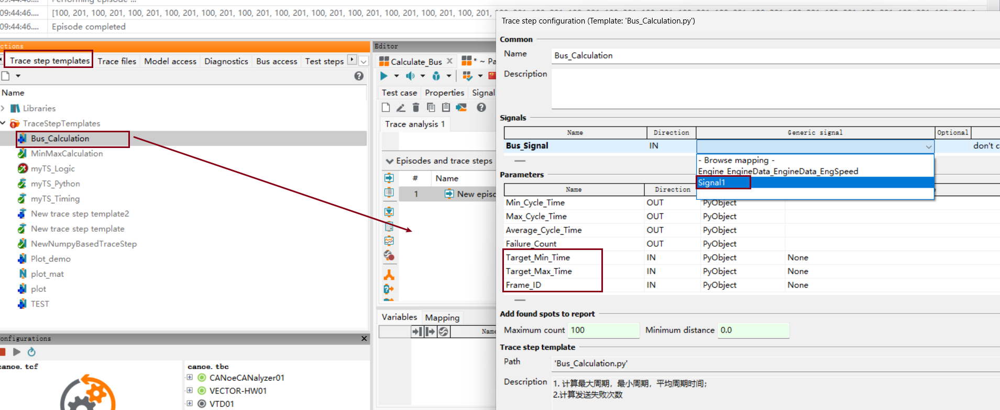 09:44:46.... Performing episode ...
09:44:46.... [100, 201, 100, 201, 100, 201, 100, 201, 100, 201, 100, 201, 100, 201, 100, 201, 100, 201, 100, 201,
09:44:46.... Episode completed
ctions
Trace step templates Trace files Model access Diagnostics Bus access Test steps
Name
Libraries
TraceStepTemplates
Bus_Calculation
MinMaxCalculation
myTS_Logic
myTS_Python
myTS_Timing
New trace step template2
New trace step template
NewNumpyBasedTraceStep
Plot_demo
plot_mat
plot
TEST
onfigurations
canoe.tcf
canoe.tbc
CANoeCANalyzer01
VECTOR-HW01
VTD01
Editor
Calculate_Bus * ~ Pa
Test case Properties Signal
Trace analysis 1
Episodes and trace steps
# Name
1 New episo
Variables Mapping
Name
Trace step configuration (Template: 'Bus_Calculation.py')
Common
Name Bus_Calculation
Description
Signals
Name Direction Generic signal Optional
Bus_Signal IN don't c
- Browse mapping -
Engine_EngineData_EngineData_EngSpeed
Signal1
Parameters
Name Direction
Min_Cycle_Time OUT PyObject
Max_Cycle_Time OUT PyObject
Average_Cycle_Time OUT PyObject
Failure_Count OUT PyObject
Target_Min_Time IN PyObject None
Target_Max_Time IN PyObject None
Frame_ID IN PyObject None
Add found spots to report
Maximum count 100 Minimum distance 0.0
Trace step template
Path 'Bus_Calculation.py'
Description 1. 计算最大周期，最小周期，平均周期时间；
2.计算发送失败次数